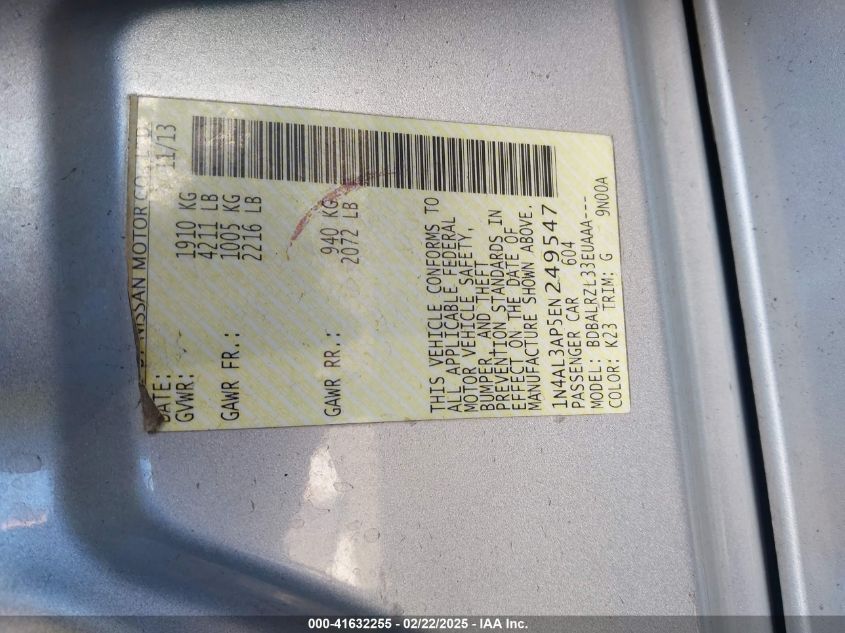 NISSAN MOTOR CO., LTD.
DATE: 11/13
GVWR: 1910 KG
4211 LB
GAWR FR.: 1005 KG
2216 LB
GAWR RR.: 940 KG
2072 LB
THIS VEHICLE CONFORMS TO
ALL APPLICABLE FEDERAL
MOTOR VEHICLE SAFETY,
BUMPER, AND THEFT
PREVENTION STANDARDS IN
EFFECT ON THE DATE OF
MANUFACTURE SHOWN ABOVE.
1N4AL3AP5EN249547
PASSENGER CAR 604
MODEL: BDBALRZL33EUAAA---
COLOR: K23 TRIM: G 9N00A
000-41632255 - 02/22/2025 - IAA Inc.